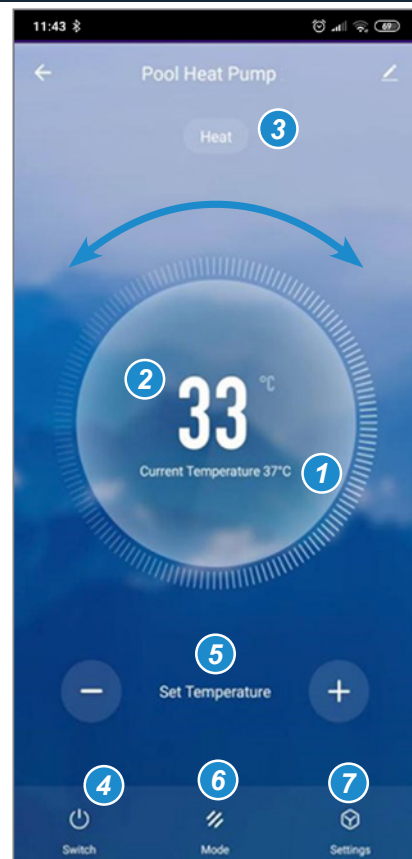 11:43 69
Pool Heat Pump
Heat 3
2 33 °C
Current Temperature 37°C 1
5
− Set Temperature +
4 6 7
Switch Mode Settings